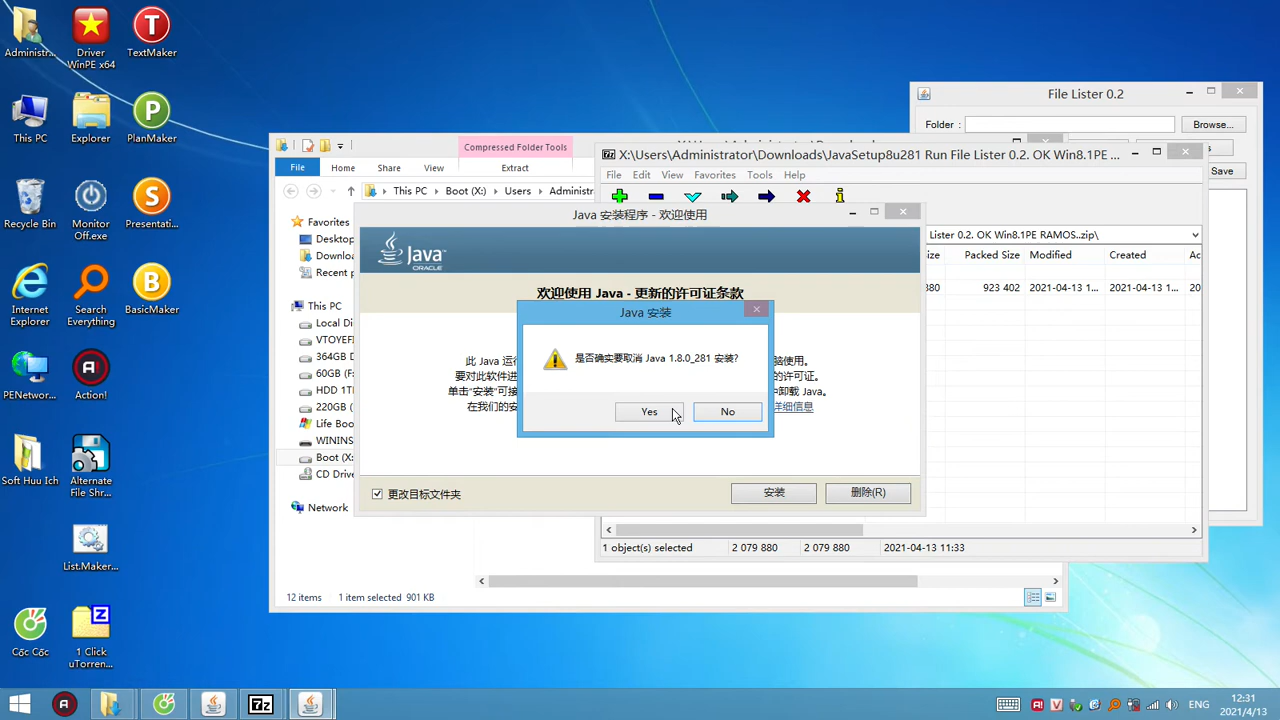 Administr...
Driver
WinPE x64
TextMaker
This PC
Explorer
PlanMaker
Recycle Bin
Monitor
Off.exe
Presentati...
Internet
Explorer
Search
Everything
BasicMaker
PENetwor...
Action!
Soft Huu Ich
Alternate
File Shr...
List.Maker...
Cốc Cốc
1 Click
uTorren...
File Lister 0.2
Folder :
Browse...
Save
Compressed Folder Tools
File
Home
Share
View
Extract
This PC
Boot (X:)
Users
Administr
Favorites
Desktop
Downlo
Recent p
This PC
Local Di
VTOYEFI
364GB D
60GB (F:
HDD 1TB
220GB (
Life Boo
WININS
Boot (X:
CD Drive
Network
12 items
1 item selected 901 KB
X:\Users\Administrator\Downloads\JavaSetup8u281 Run File Lister 0.2. OK Win8.1PE ...
File
Edit
View
Favorites
Tools
Help
Lister 0.2. OK Win8.1PE RAMOS..zip\
Size
Packed Size
Modified
Created
Ac
880
923 402
2021-04-13 1...
2021-04-13 1...
20
1 object(s) selected
2 079 880
2 079 880
2021-04-13 11:33
Java 安装程序 - 欢迎使用
Java
ORACLE
欢迎使用 Java - 更新的许可证条款
此 Java 运行
使用。
要对此软件进
的许可证。
单击"安装"可接
中卸载 Java。
在我们的安
详细信息
更改目标文件夹
安装
删除(R)
Java 安装
是否确实要取消 Java 1.8.0_281 安装?
Yes
No
ENG
12:31
2021/4/13